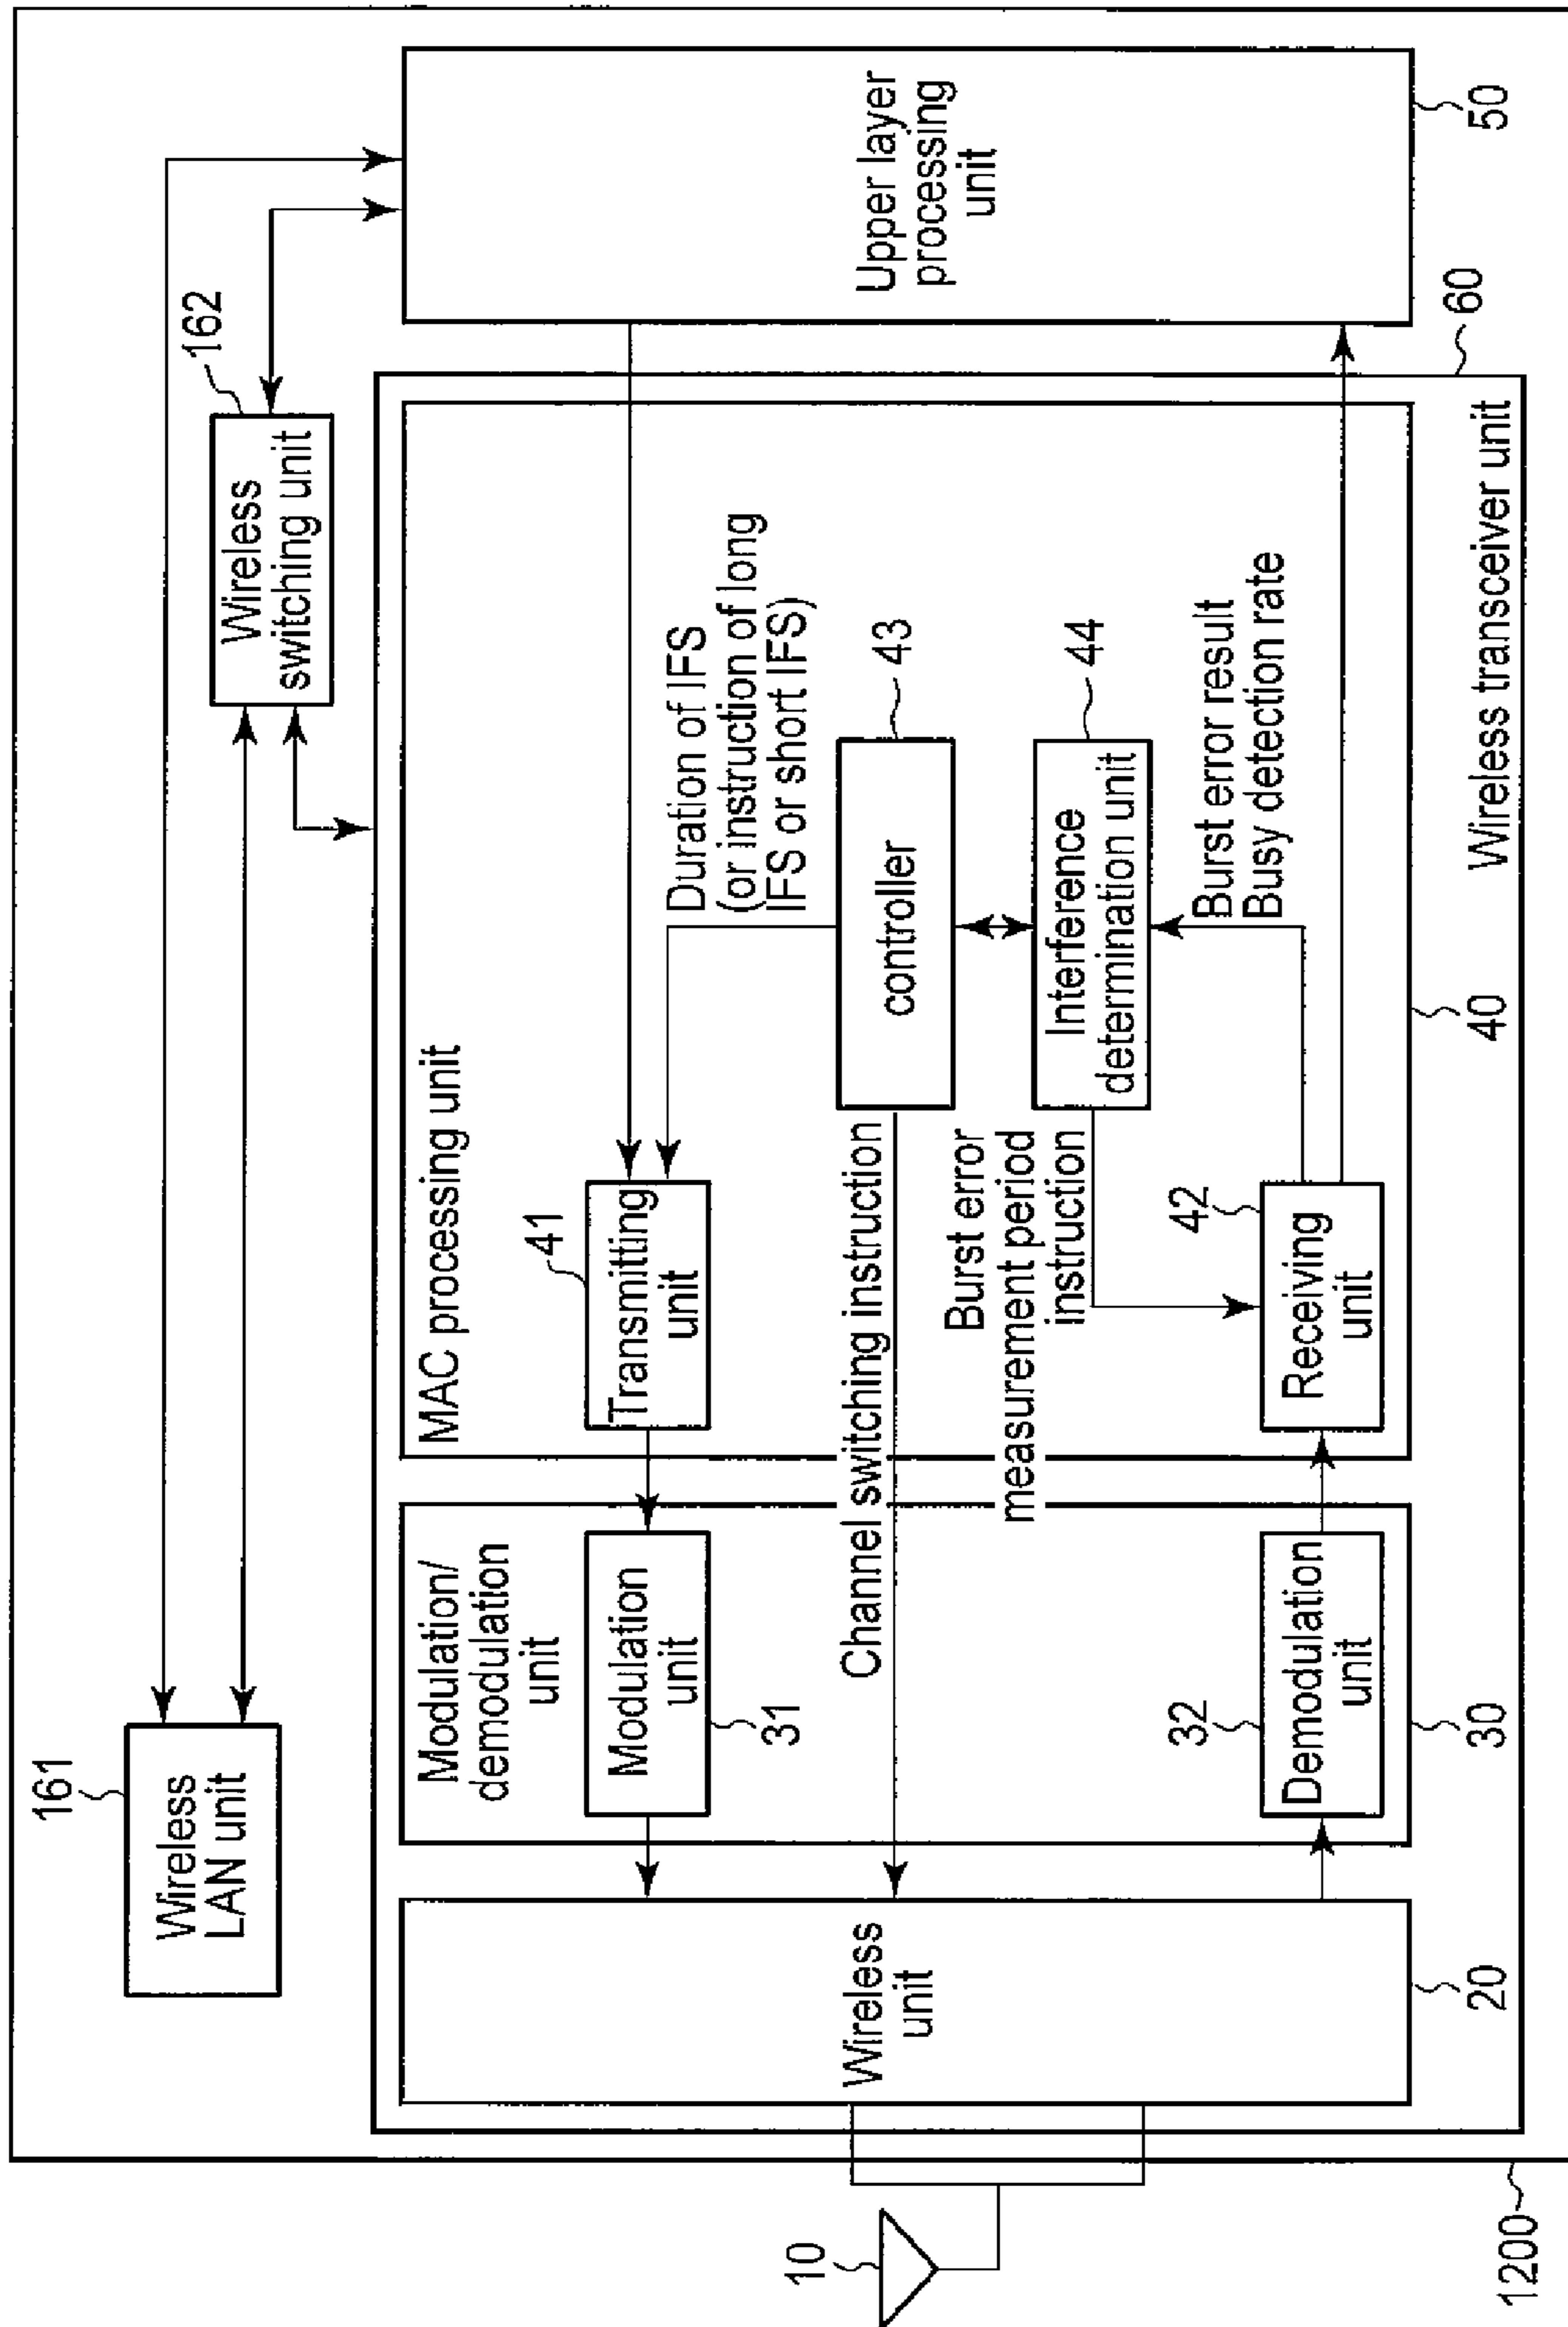 161
Wireless
LAN unit
162
Wireless
switching unit
Upper layer
processing
unit
50
60
Wireless transceiver unit
MAC processing unit
40
41
Transmitting
unit
Duration of IFS
(or instruction of long
IFS or short IFS)
controller
43
Channel switching instruction
Interference
determination unit
44
Burst error
measurement period
instruction
Burst error result
Busy detection rate
42
Receiving
unit
Modulation/
demodulation
unit
Modulation
unit
31
32
Demodulation
unit
30
Wireless
unit
20
10
1200